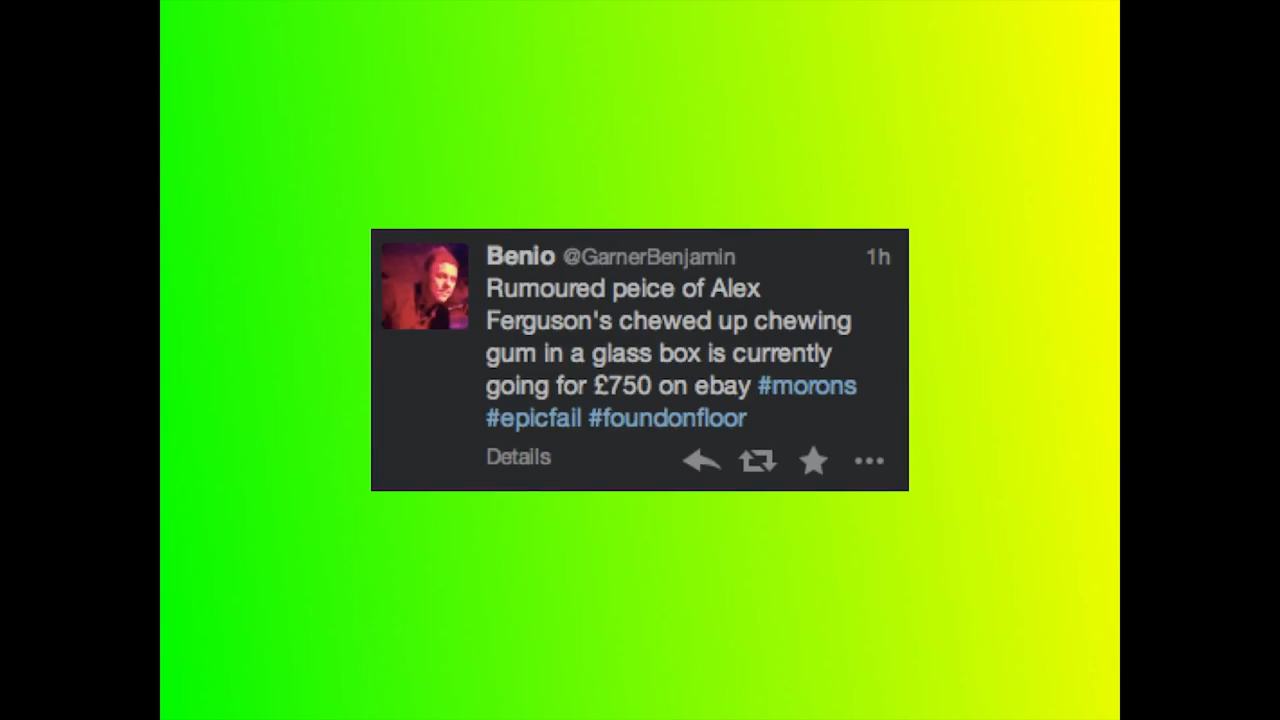 Benio @GarnerBenjamin 1h
Rumoured peice of Alex
Ferguson's chewed up chewing
gum in a glass box is currently
going for £750 on ebay #morons
#epicfail #foundonfloor
Details